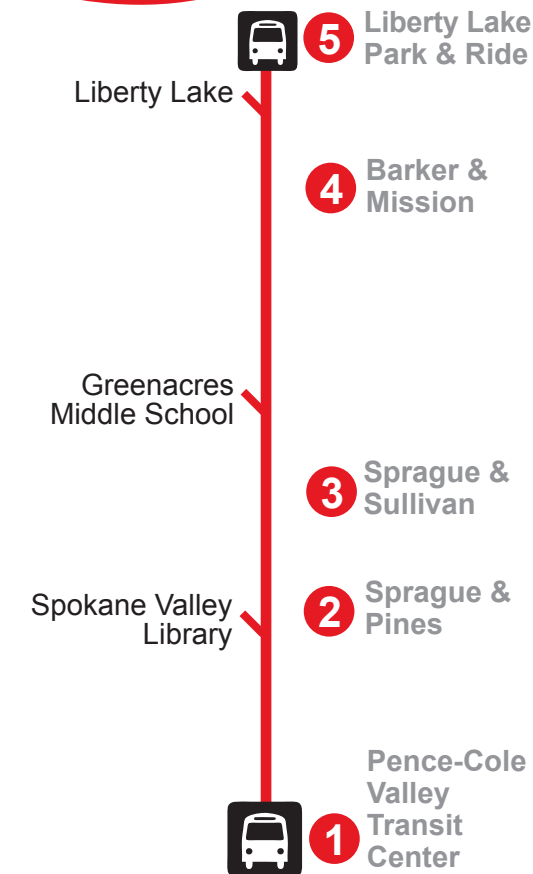 5 Liberty Lake
Park & Ride
Liberty Lake
4 Barker &
Mission
Greenacres
Middle School
3 Sprague &
Sullivan
2 Sprague &
Pines
Spokane Valley
Library
1 Pence-Cole
Valley
Transit
Center